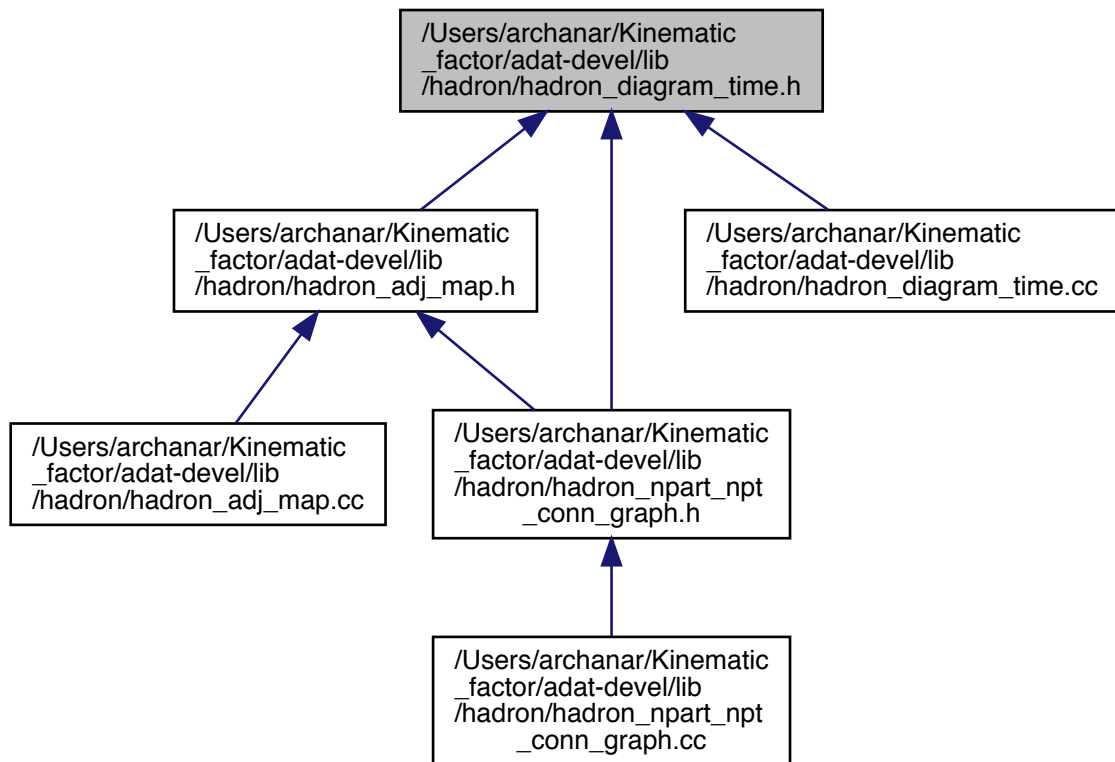 /Users/archanar/Kinematic
_factor/adat-devel/lib
/hadron/hadron_diagram_time.h
/Users/archanar/Kinematic
_factor/adat-devel/lib
/hadron/hadron_adj_map.h
/Users/archanar/Kinematic
_factor/adat-devel/lib
/hadron/hadron_diagram_time.cc
/Users/archanar/Kinematic
_factor/adat-devel/lib
/hadron/hadron_adj_map.cc
/Users/archanar/Kinematic
_factor/adat-devel/lib
/hadron/hadron_npart_npt
_conn_graph.h
/Users/archanar/Kinematic
_factor/adat-devel/lib
/hadron/hadron_npart_npt
_conn_graph.cc